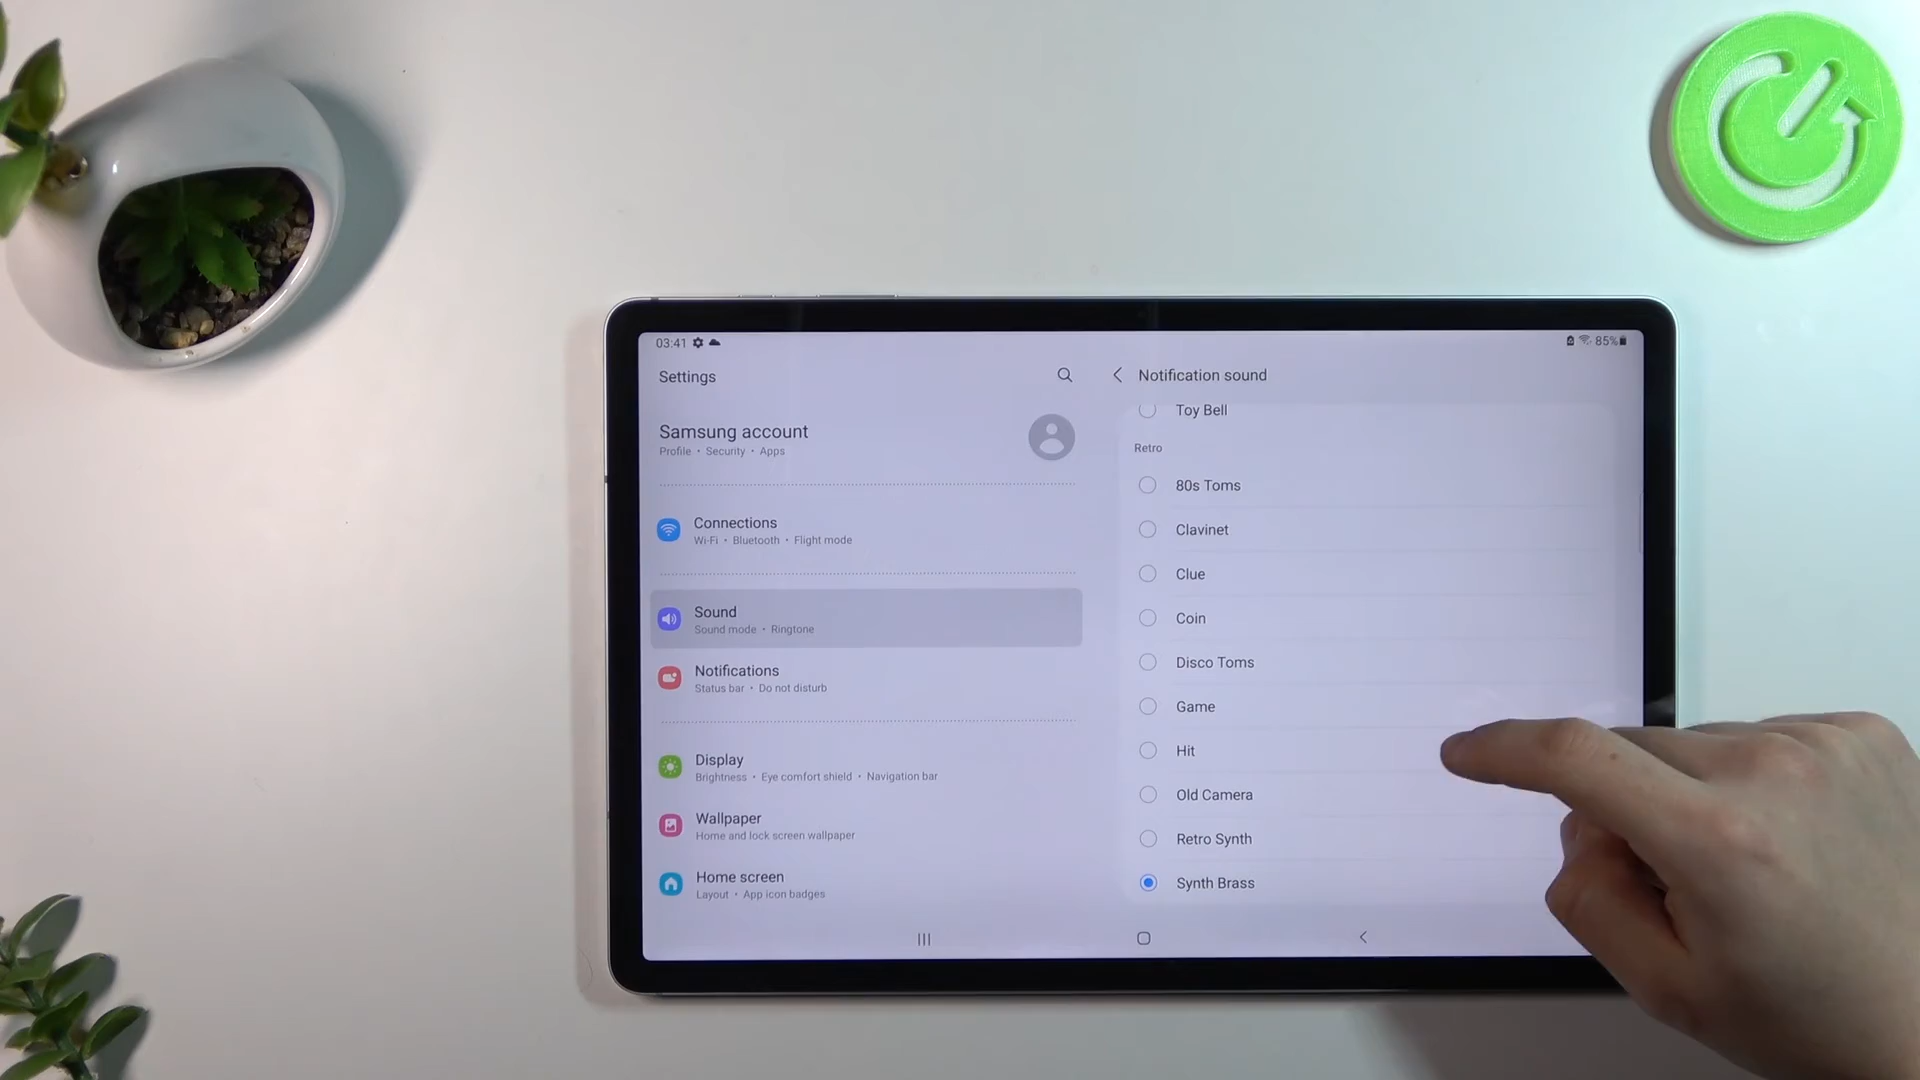 03:41
85%
Settings
Samsung account
Profile • Security • Apps
Connections
Wi-Fi • Bluetooth • Flight mode
Sound
Sound mode • Ringtone
Notifications
Status bar • Do not disturb
Display
Brightness • Eye comfort shield • Navigation bar
Wallpaper
Home and lock screen wallpaper
Home screen
Layout • App icon badges
Notification sound
Toy Bell
Retro
80s Toms
Clavinet
Clue
Coin
Disco Toms
Game
Hit
Old Camera
Retro Synth
Synth Brass